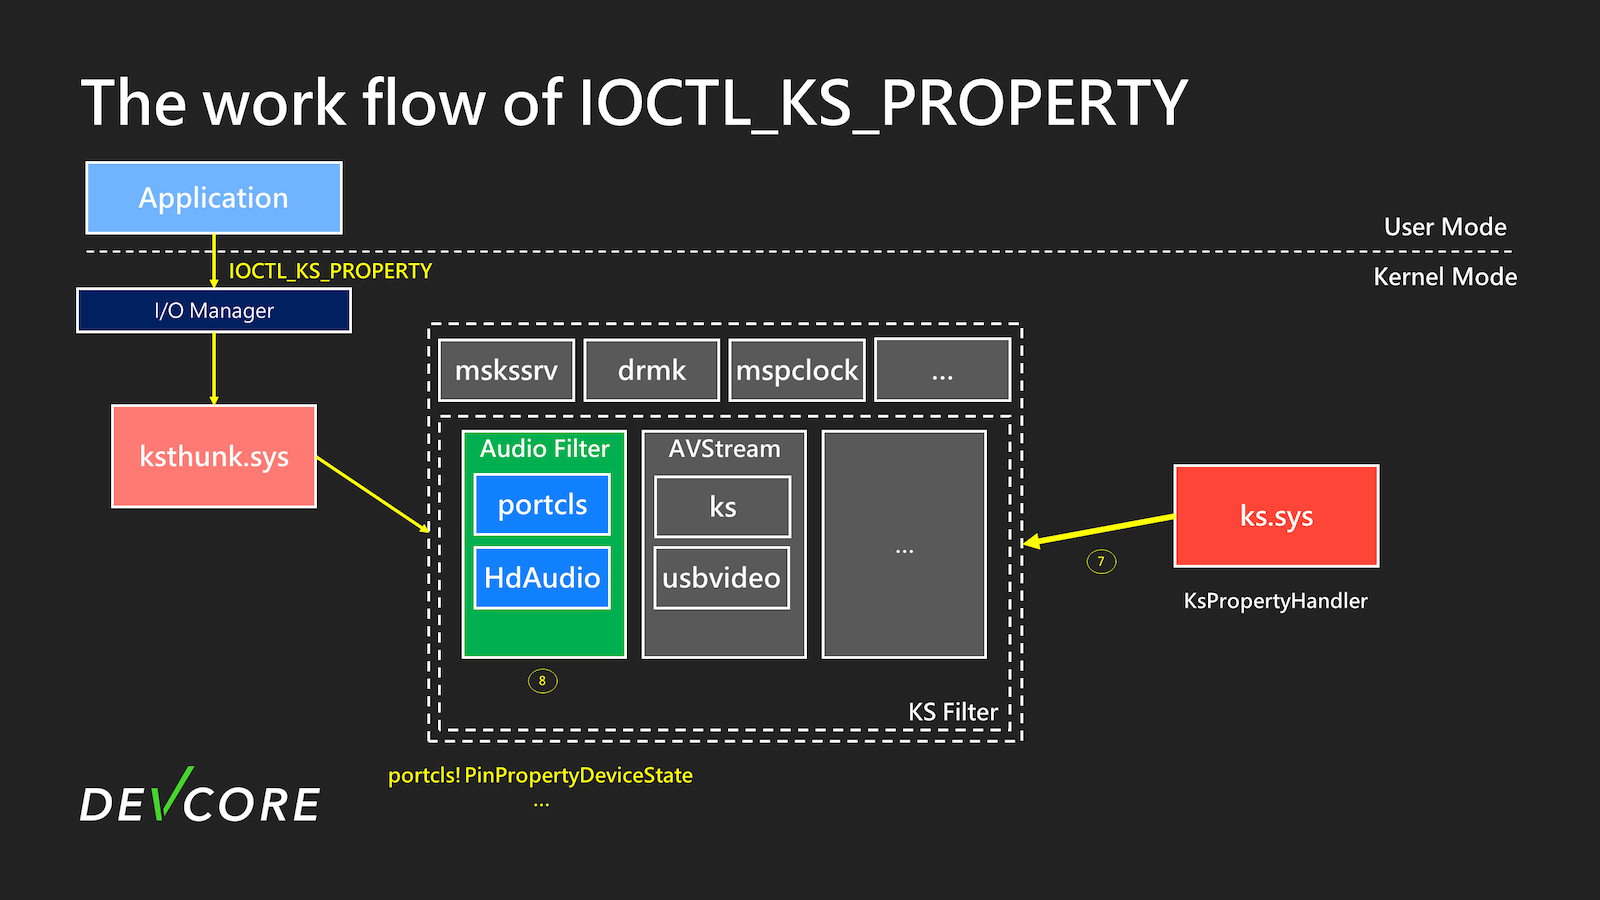 The work flow of IOCTL_KS_PROPERTY
Application
User Mode
IOCTL_KS_PROPERTY
Kernel Mode
I/O Manager
mskssrv
drmk
mspclock
...
ksthunk.sys
Audio Filter
portcls
HdAudio
AVStream
ks
usbvideo
...
ks.sys
7
KsPropertyHandler
8
KS Filter
portcls!PinPropertyDeviceState
...
DEVCORE